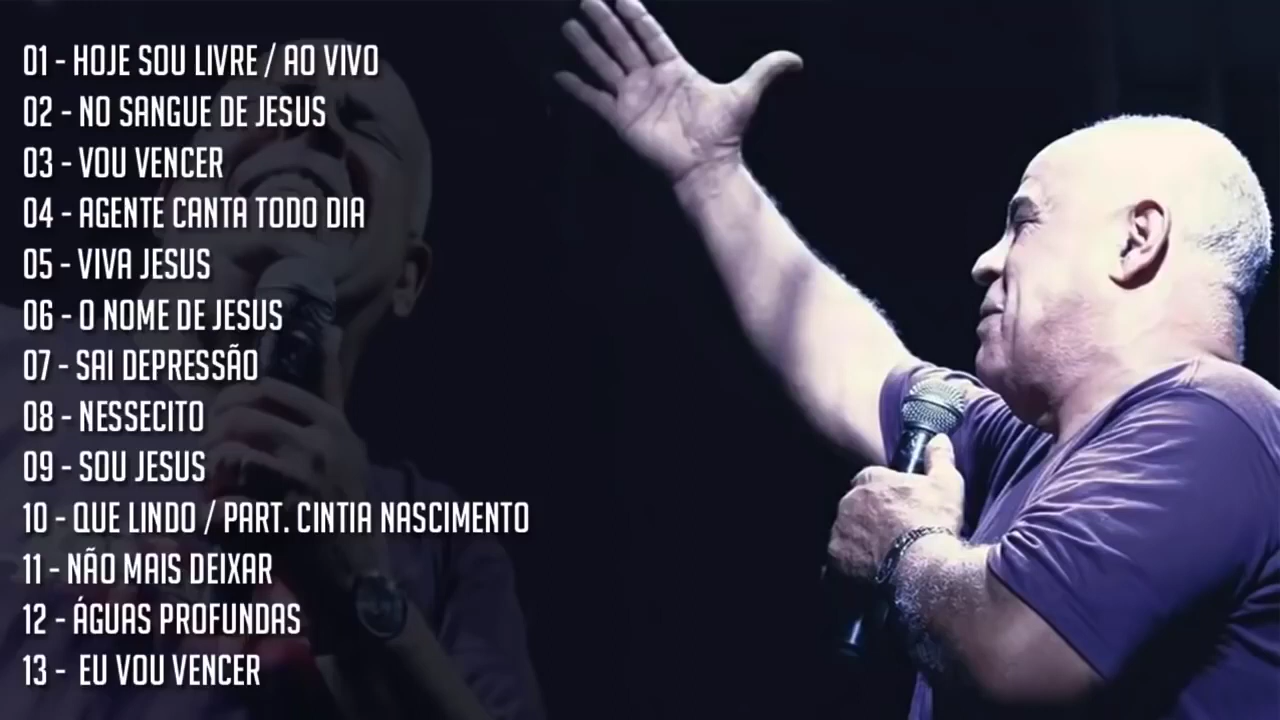 01 - HOJE SOU LIVRE / AO VIVO
02 - NO SANGUE DE JESUS
03 - VOU VENCER
04 - AGENTE CANTA TODO DIA
05 - VIVA JESUS
06 - O NOME DE JESUS
07 - SAI DEPRESSÃO
08 - NESSECITO
09 - SOU JESUS
10 - QUE LINDO / PART. CINTIA NASCIMENTO
11 - NÃO MAIS DEIXAR
12 - ÁGUAS PROFUNDAS
13 - EU VOU VENCER